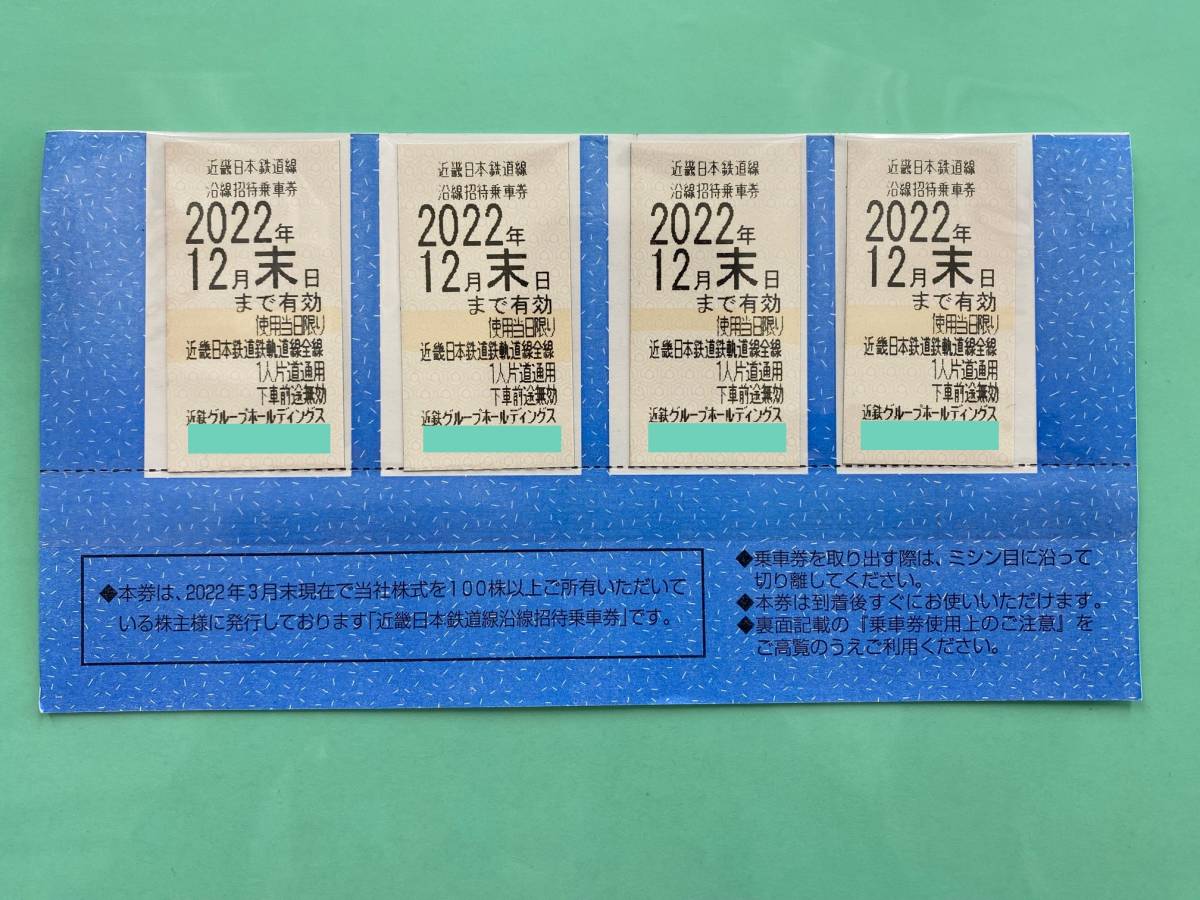 近畿日本鉄道線
沿線招待乗車券
2022年
12月末日
まで有効
使用当日限り
近畿日本鉄道鉄軌道線全線
1人片道通用
下車前途無効
近鉄グループホールディングス
近畿日本鉄道線
沿線招待乗車券
2022年
12月末日
まで有効
使用当日限り
近畿日本鉄道鉄軌道線全線
1人片道通用
下車前途無効
近鉄グループホールディングス
近畿日本鉄道線
沿線招待乗車券
2022年
12月末日
まで有効
使用当日限り
近畿日本鉄道鉄軌道線全線
1人片道通用
下車前途無効
近鉄グループホールディングス
近畿日本鉄道線
沿線招待乗車券
2022年
12月末日
まで有効
使用当日限り
近畿日本鉄道鉄軌道線全線
1人片道通用
下車前途無効
近鉄グループホールディングス
◆本券は、2022年3月末現在で当社株式を100株以上ご所有いただいて
いる株主様に発行しております「近畿日本鉄道線沿線招待乗車券」です。
◆乗車券を取り出す際は、ミシン目に沿って
切り離してください。
◆本券は到着後すぐにお使いいただけます。
◆裏面記載の『乗車券使用上のご注意』を
ご高覧のうえご利用ください。